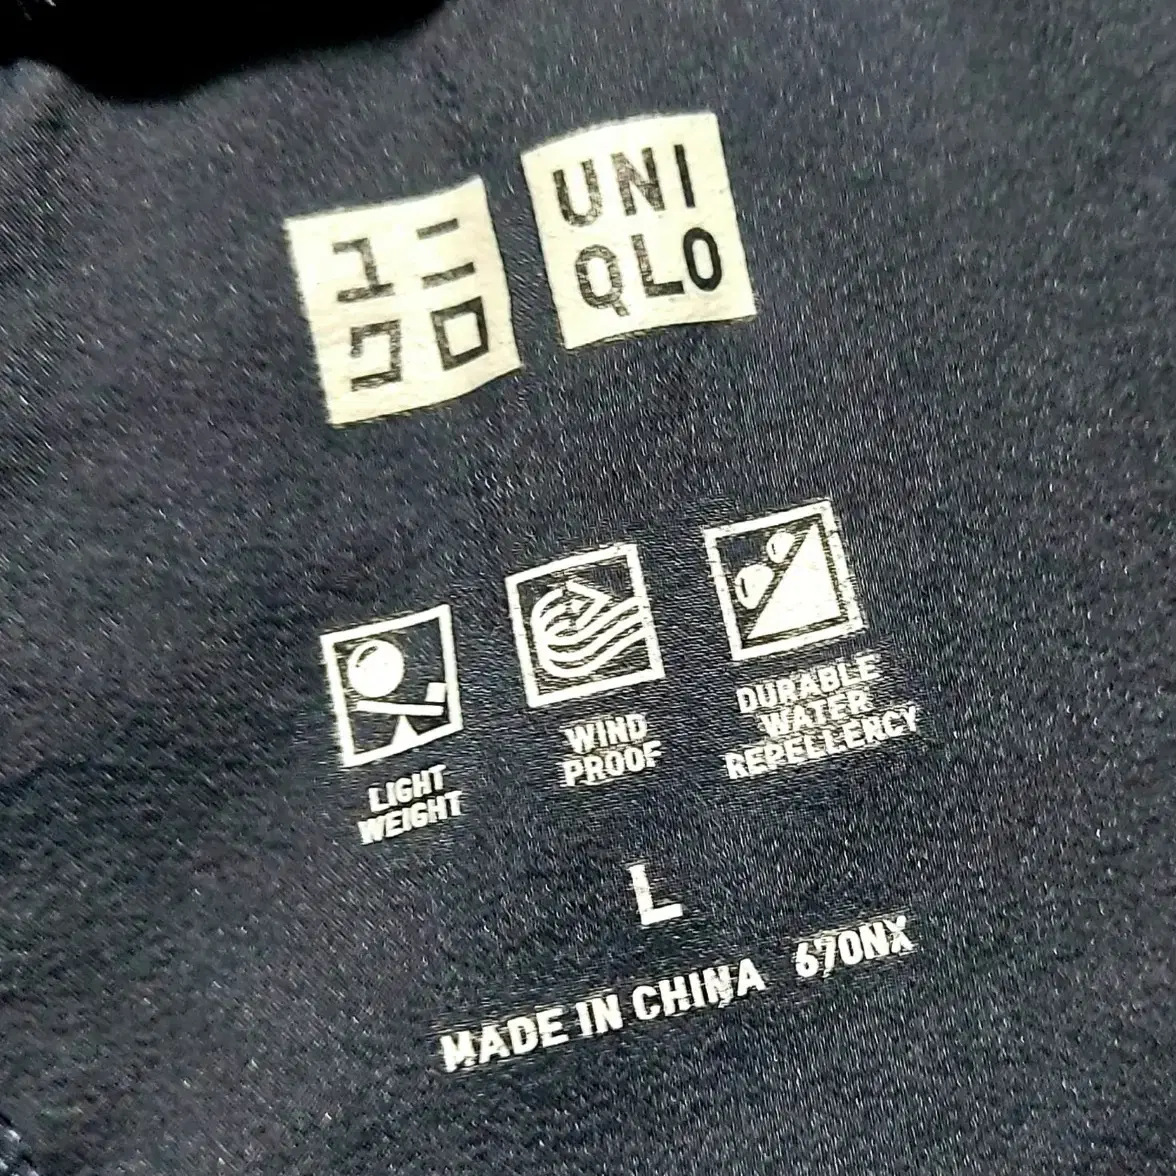 ユニ
クロ
UNI
QLO
LIGHT
WEIGHT
WIND
PROOF
DURABLE
WATER
REPELLENCY
L
MADE IN CHINA 670NX